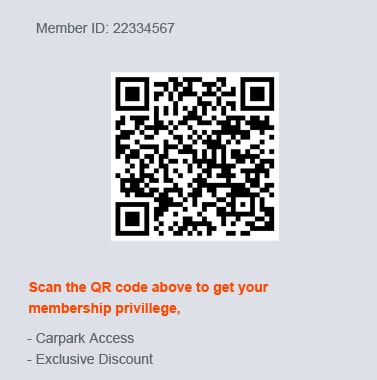 Member ID: 22334567
Scan the QR code above to get your
membership privillege,
- Carpark Access
- Exclusive Discount